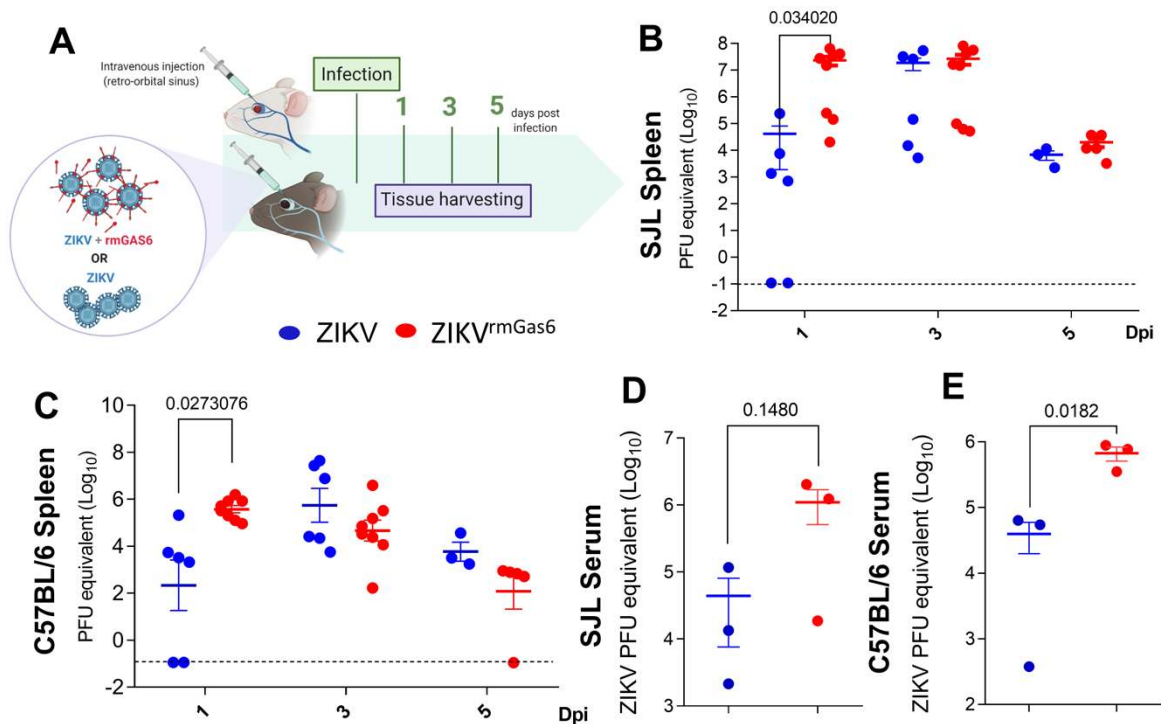 A
Intravenous injection
(retro-orbital sinus)
Infection
1 3 5
days post
infection
Tissue harvesting
ZIKV + rmGAS6
OR
ZIKV
ZIKV ZIKVrmGas6
B
0.034020
SJL Spleen
PFU equivalent (Log10)
8
7
6
5
4
3
2
1
0
-1
-2
1 3 5 Dpi
C
0.0273076
C57BL/6 Spleen
PFU equivalent (Log10)
10
8
6
4
2
0
-2
1 3 5 Dpi
D
0.1480
SJL Serum
ZIKV PFU equivalent (Log10)
7
6
5
4
3
E
0.0182
C57BL/6 Serum
ZIKV PFU equivalent (Log10)
6
5
4
3
2